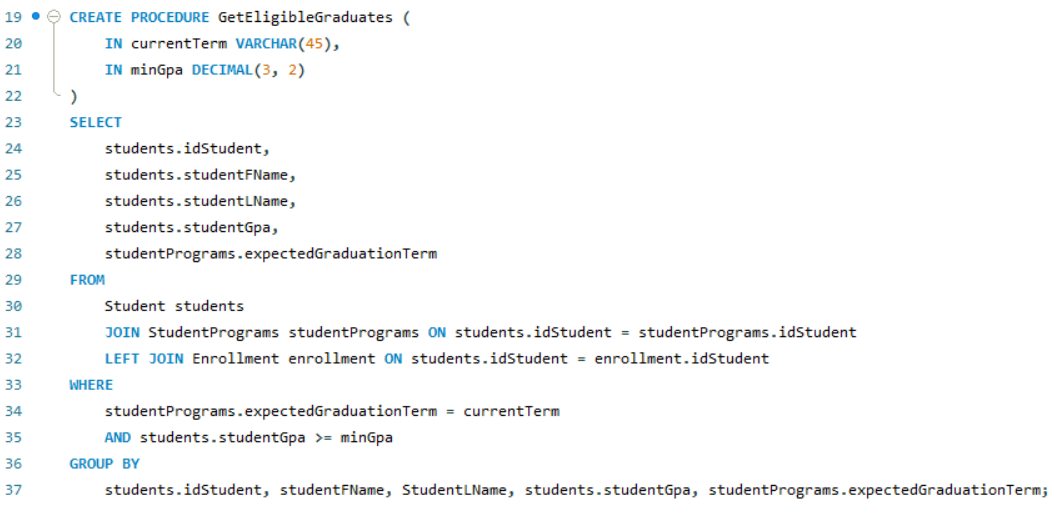 19 CREATE PROCEDURE GetEligibleGraduates (
20 IN currentTerm VARCHAR(45),
21 IN minGpa DECIMAL(3, 2)
22 )
23 SELECT
24 students.idStudent,
25 students.studentFName,
26 students.studentLName,
27 students.studentGpa,
28 studentPrograms.expectedGraduationTerm
29 FROM
30 Student students
31 JOIN StudentPrograms studentPrograms ON students.idStudent = studentPrograms.idStudent
32 LEFT JOIN Enrollment enrollment ON students.idStudent = enrollment.idStudent
33 WHERE
34 studentPrograms.expectedGraduationTerm = currentTerm
35 AND students.studentGpa >= minGpa
36 GROUP BY
37 students.idStudent, studentFName, StudentLName, students.studentGpa, studentPrograms.expectedGraduationTerm;